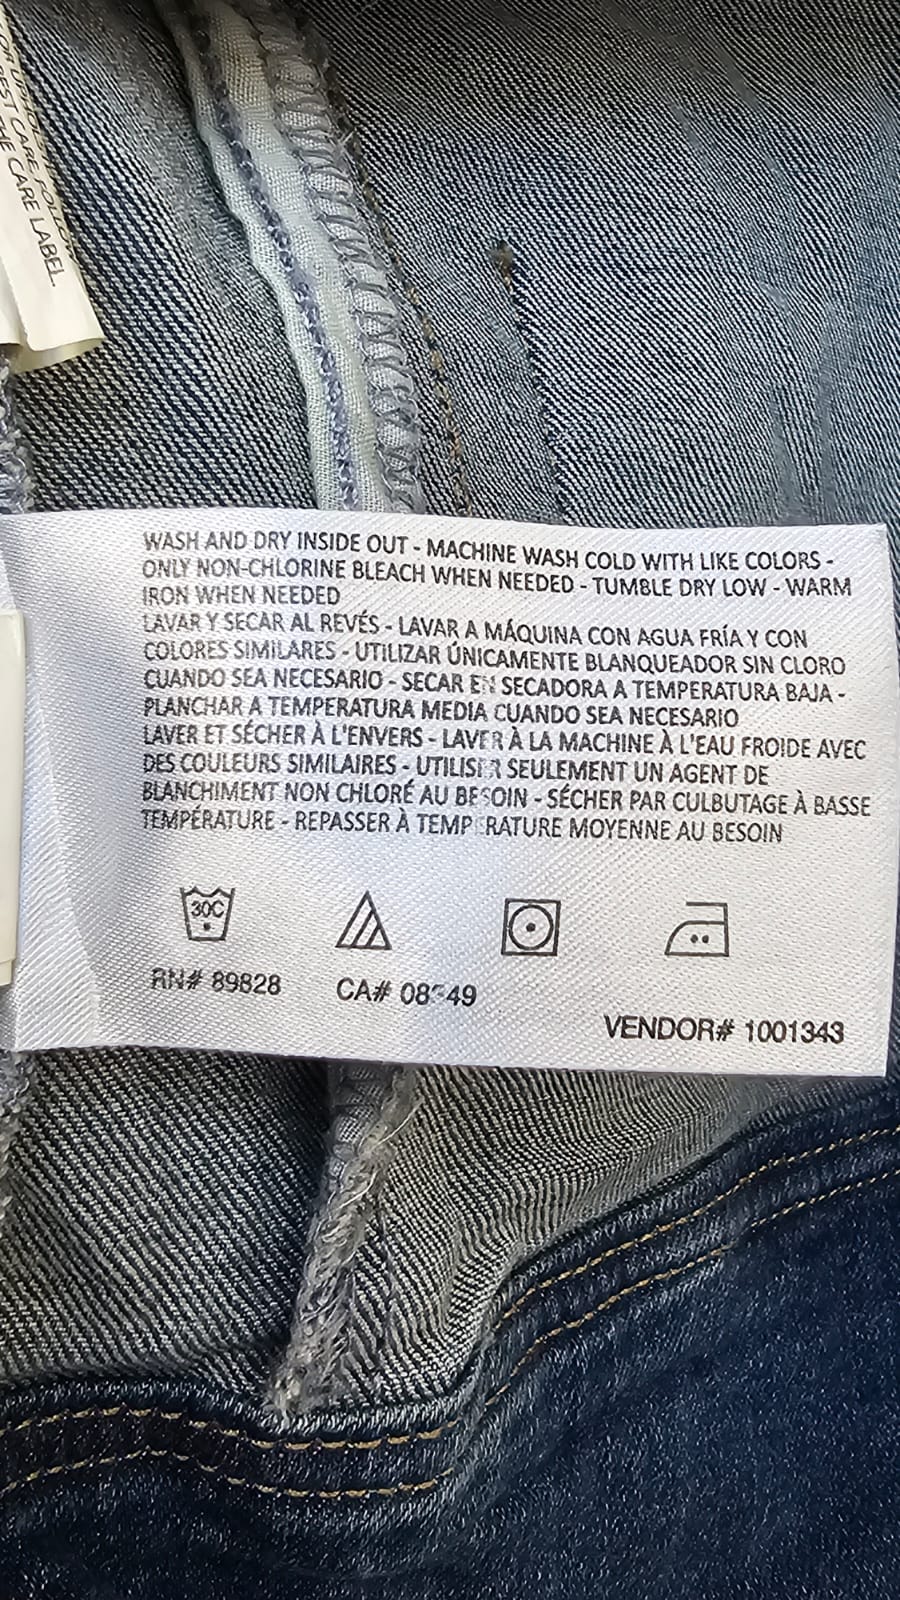 BEST CARE, FOLLOW
THE CARE LABEL.
WASH AND DRY INSIDE OUT - MACHINE WASH COLD WITH LIKE COLORS -
ONLY NON-CHLORINE BLEACH WHEN NEEDED - TUMBLE DRY LOW - WARM
IRON WHEN NEEDED
LAVAR Y SECAR AL REVÉS - LAVAR A MÁQUINA CON AGUA FRÍA Y CON
COLORES SIMILARES - UTILIZAR ÚNICAMENTE BLANQUEADOR SIN CLORO
CUANDO SEA NECESARIO - SECAR EN SECADORA A TEMPERATURA BAJA -
PLANCHAR A TEMPERATURA MEDIA CUANDO SEA NECESARIO
LAVER ET SÉCHER À L'ENVERS - LAVER À LA MACHINE À L'EAU FROIDE AVEC
DES COULEURS SIMILAIRES - UTILISER SEULEMENT UN AGENT DE
BLANCHIMENT NON CHLORÉ AU BESOIN - SÉCHER PAR CULBUTAGE À BASSE
TEMPÉRATURE - REPASSER À TEMPÉRATURE MOYENNE AU BESOIN
30C
RN# 89828
CA#
VENDOR# 1001343